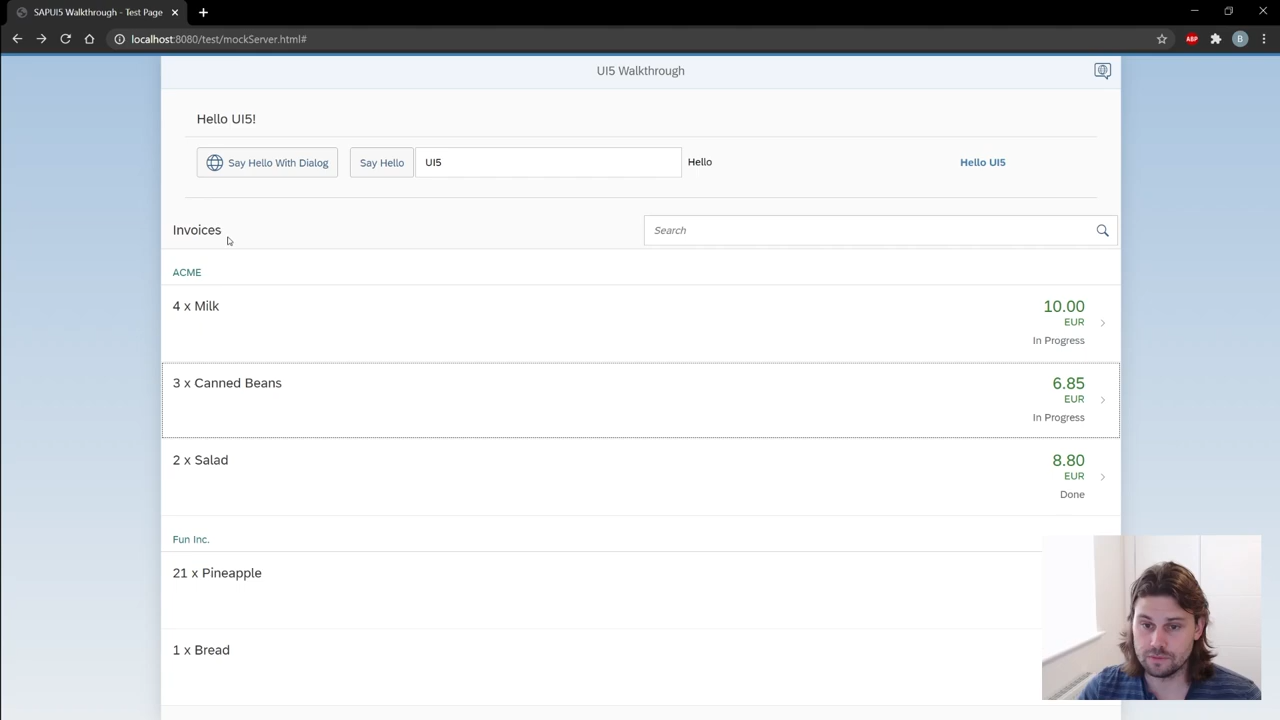 SAPUI5 Walkthrough - Test Page
localhost:8080/test/mockServer.html#
ABP
B
UI5 Walkthrough
Hello UI5!
Say Hello With Dialog
Say Hello
UI5
Hello
Hello UI5
Invoices
Search
ACME
4 x Milk
10.00
EUR
In Progress
3 x Canned Beans
6.85
EUR
In Progress
2 x Salad
8.80
EUR
Done
Fun Inc.
21 x Pineapple
1 x Bread